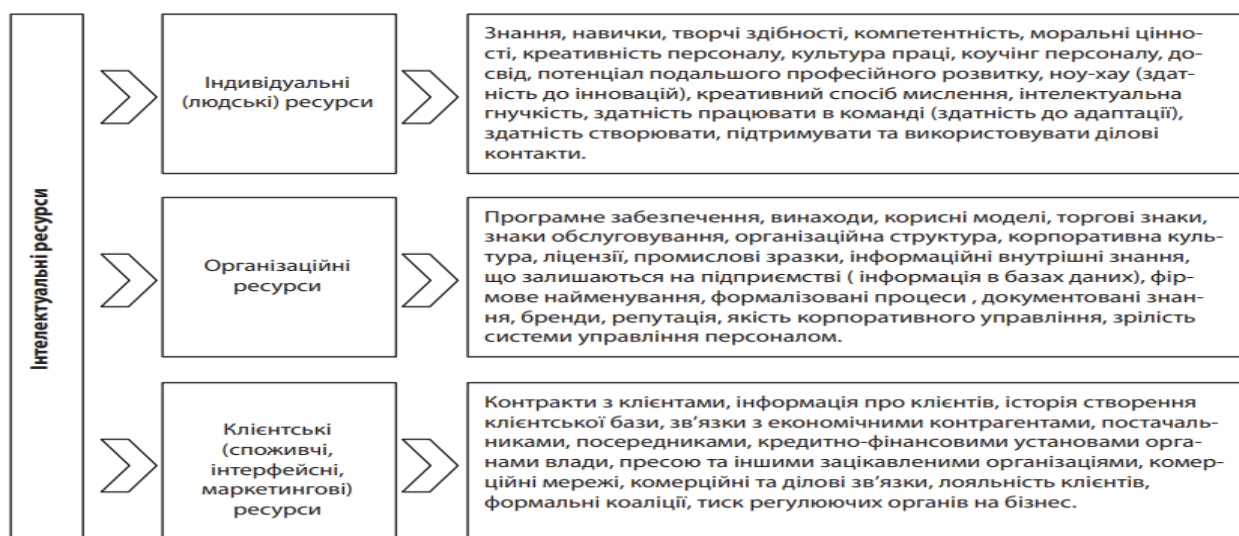 Інтелектуальні ресурси
Індивідуальні
(людські) ресурси
Знання, навички, творчі здібності, компетентність, моральні цінно-
сті, креативність персоналу, культура праці, коучінг персоналу, до-
свід, потенціал подальшого професійного розвитку, ноу-хау (здат-
ність до інновацій), креативний спосіб мислення, інтелектуальна
гнучкість, здатність працювати в команді (здатність до адаптації),
здатність створювати, підтримувати та використовувати ділові
контакти.
Організаційні
ресурси
Програмне забезпечення, винаходи, корисні моделі, торгові знаки,
знаки обслуговування, організаційна структура, корпоративна куль-
тура, ліцензії, промислові зразки, інформаційні внутрішні знання,
що залишаються на підприємстві ( інформація в базах даних), фір-
мове найменування, формалізовані процеси , документовані знан-
ня, бренди, репутація, якість корпоративного управління, зрілість
системи управління персоналом.
Клієнтські
(споживчі,
інтерфейсні,
маркетингові)
ресурси
Контракти з клієнтами, інформація про клієнтів, історія створення
клієнтської бази, зв’язки з економічними контрагентами, постачаль-
никами, посередниками, кредитно-фінансовими установами орга-
нами влади, пресою та іншими зацікавленими організаціями, комер-
ційні мережі, комерційні та ділові зв’язки, лояльність клієнтів,
формальні коаліції, тиск регулюючих органів на бізнес.